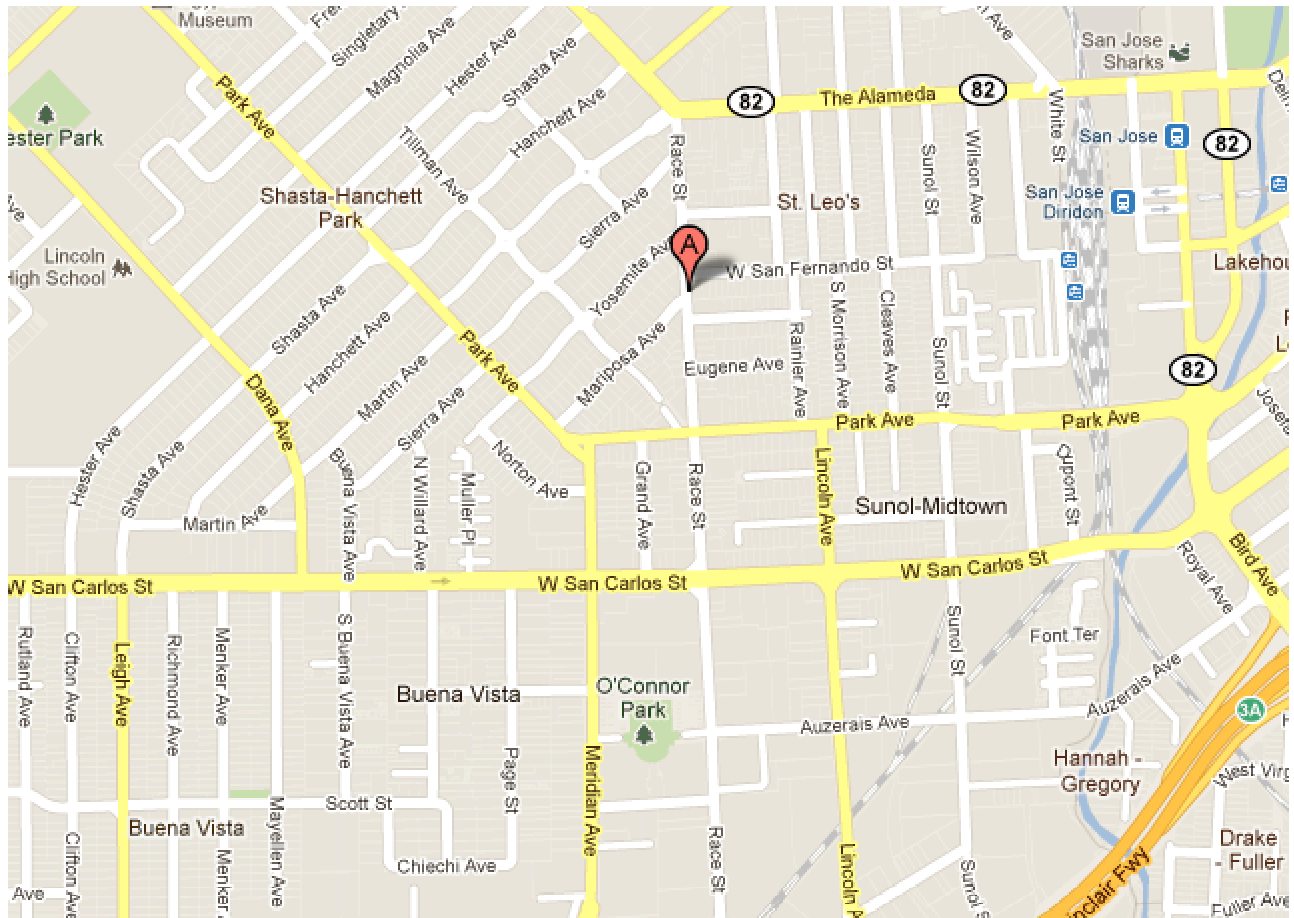 Museum
Singletary
Magnolia Ave
Hester Ave
Shasta Ave
Hanchett Ave
Park Ave
ester Park
Tillman Ave
82
The Alameda
82
San Jose
Sharks
White St
San Jose
82
Race St
Sunol St
Wilson Ave
San Jose
Diridon
Shasta-Hanchett
Park
St. Leo's
Sierra Ave
Yosemite Av
A
W San Fernando St
Lincoln
High School
Lakehou
S Morrison Ave
Cleaves Ave
Shasta Ave
Hanchett Ave
Park Ave
Mariposa Ave
Eugene Ave
Rainier Ave
Sunol St
82
Dana Ave
Martin Ave
Sierra Ave
Park Ave
Park Ave
Hester Ave
Shasta Ave
Martin Ave
Buena Vista Ave
N Willard Ave
Muller Pl
Norton Ave
Grand Ave
Race St
Lincoln Ave
Sunol-Midtown
Dupont St
Bird Ave
Royal Ave
W San Carlos St
W San Carlos St
W San Carlos St
Rutland Ave
Clifton Ave
Leigh Ave
Richmond Ave
Menker Ave
S Buena Vista Ave
Sunol St
Font Ter
Buena Vista
O'Connor
Park
Auzerais Ave
Auzerais Ave
3A
Page St
Meridian Ave
Hannah -
Gregory
West Virg
Scott St
Buena Vista
Mayellen Ave
Chiechi Ave
Clifton Ave
Menker
Race St
Lincoln A
Sunol S
Drake
- Fuller
Ave
inclair Fwy
Fuller Ave